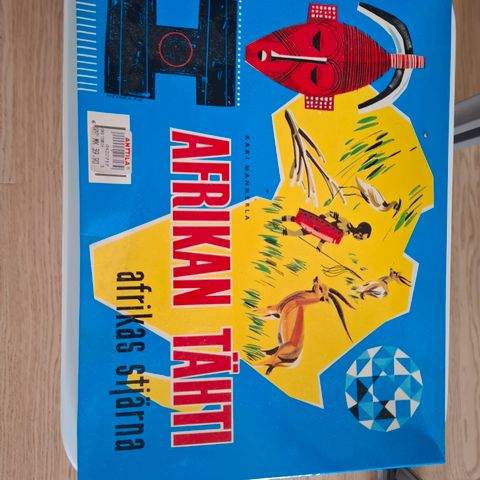 KARI MANNERLA
AFRIKAN TÄHTI
afrikas stjärna
ANTTILA